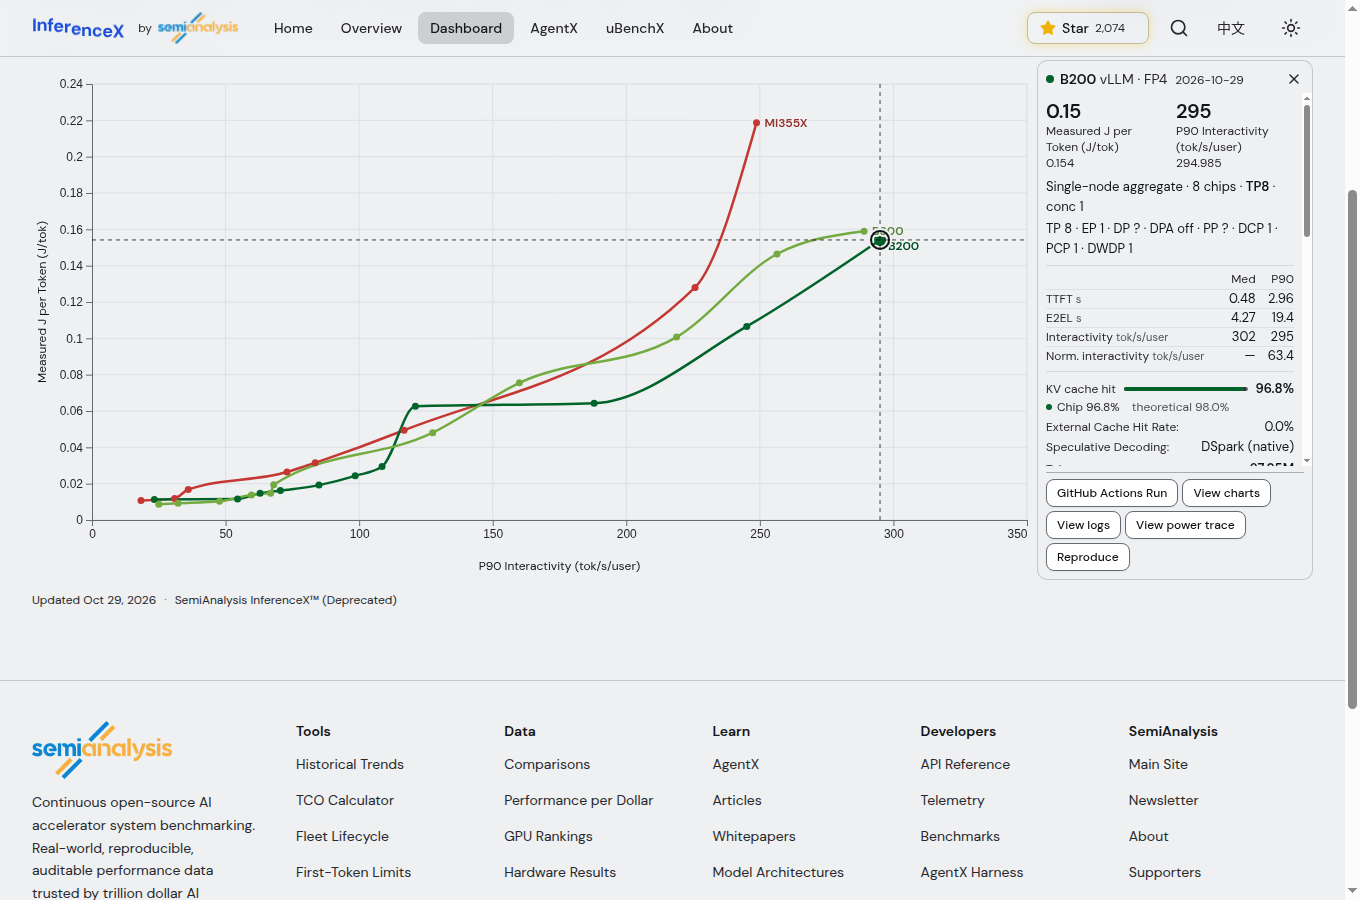 InferenceX by semianalysis Home Overview Dashboard AgentX uBenchX About Star 2,074 中文
0.24
0.22
0.2
0.18
0.16
0.14
0.12
0.1
0.08
0.06
0.04
0.02
0
Measured J per Token (J/tok)
MI355X
B200
0 50 100 150 200 250 300 350
P90 Interactivity (tok/s/user)
B200 vLLM · FP4 2026-10-29
0.15 295
Measured J per P90 Interactivity
Token (J/tok) (tok/s/user)
0.154 294.985
Single-node aggregate · 8 chips · TP8 ·
conc 1
TP 8 · EP 1 · DP ? · DPA off · PP ? · DCP 1 ·
PCP 1 · DWDP 1
Med P90
TTFT s 0.48 2.96
E2EL s 4.27 19.4
Interactivity tok/s/user 302 295
Norm. interactivity tok/s/user — 63.4
KV cache hit 96.8%
Chip 96.8% theoretical 98.0%
External Cache Hit Rate: 0.0%
Speculative Decoding: DSpark (native)
GitHub Actions Run View charts
View logs View power trace
Reproduce
Updated Oct 29, 2026 · SemiAnalysis InferenceX™ (Deprecated)
semianalysis
Continuous open-source AI
accelerator system benchmarking.
Real-world, reproducible,
auditable performance data
trusted by trillion dollar AI
Tools
Historical Trends
TCO Calculator
Fleet Lifecycle
First-Token Limits
Data
Comparisons
Performance per Dollar
GPU Rankings
Hardware Results
Learn
AgentX
Articles
Whitepapers
Model Architectures
Developers
API Reference
Telemetry
Benchmarks
AgentX Harness
SemiAnalysis
Main Site
Newsletter
About
Supporters